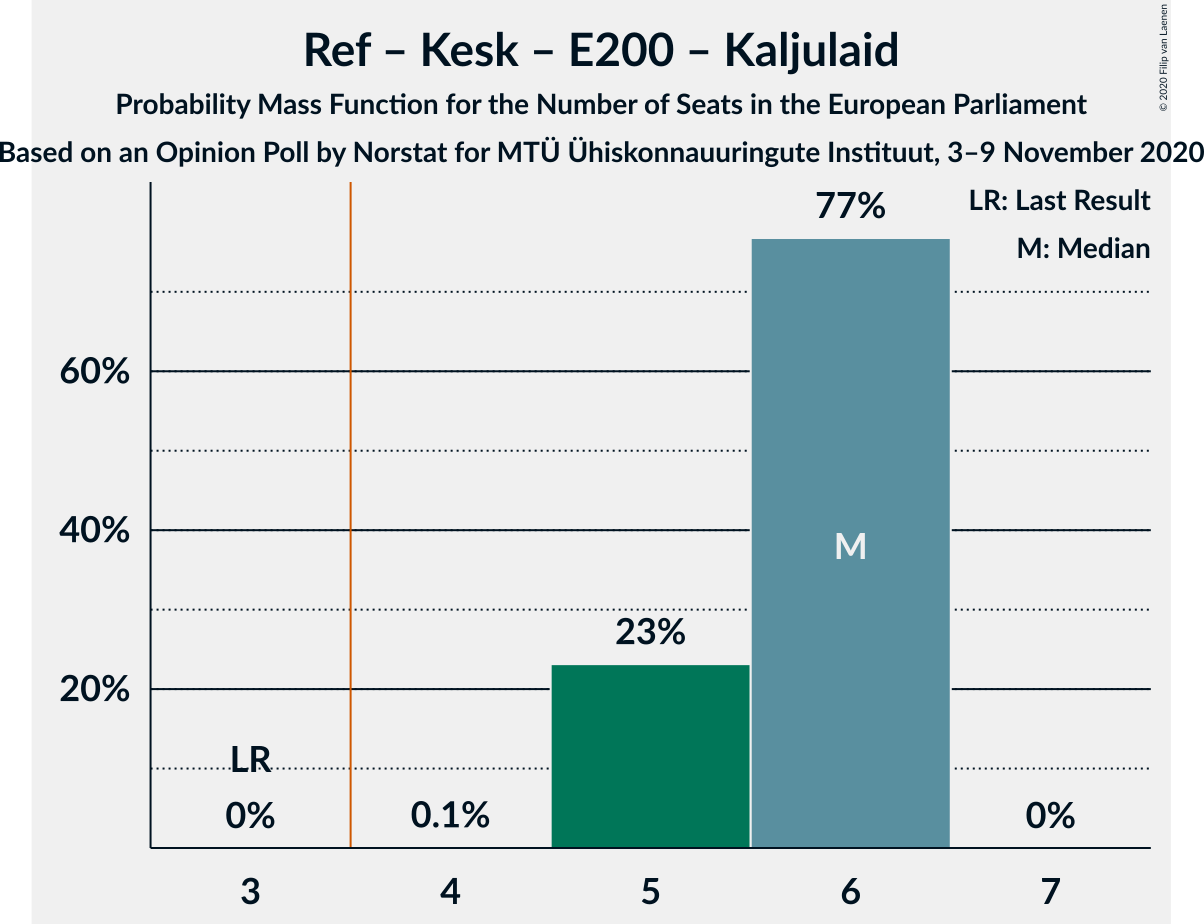 Ref – Kesk – E200 – Kaljulaid
Probability Mass Function for the Number of Seats in the European Parliament
Based on an Opinion Poll by Norstat for MTÜ Ühiskonnauuringute Instituut, 3–9 November 2020
© 2020 Filip van Laenen
LR: Last Result
M: Median
77%
60%
40%
M
23%
20%
LR
0%
0.1%
0%
3
4
5
6
7